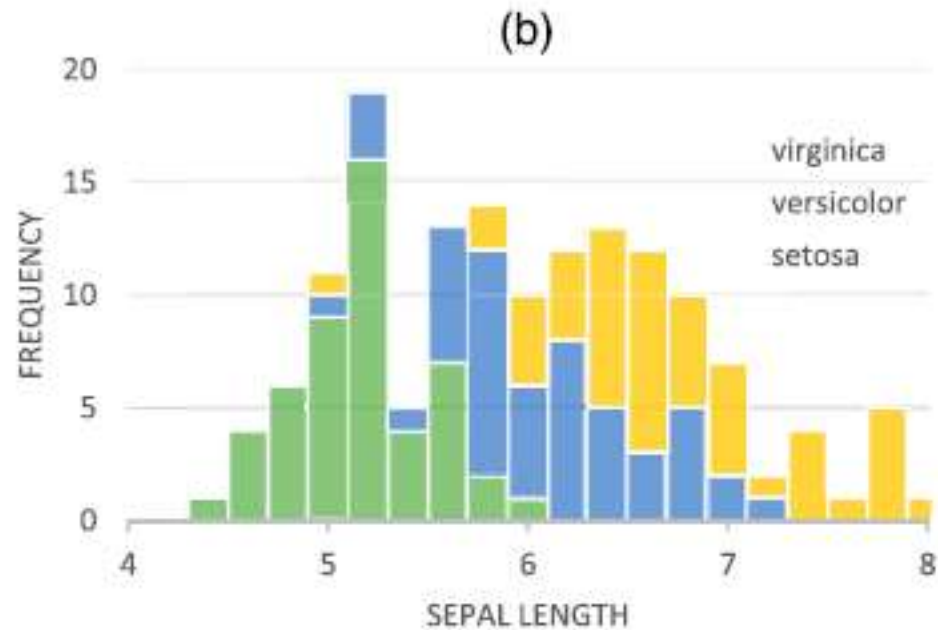 (b)
20
15
10
5
0
FREQUENCY
virginica
versicolor
setosa
4 5 6 7 8
SEPAL LENGTH